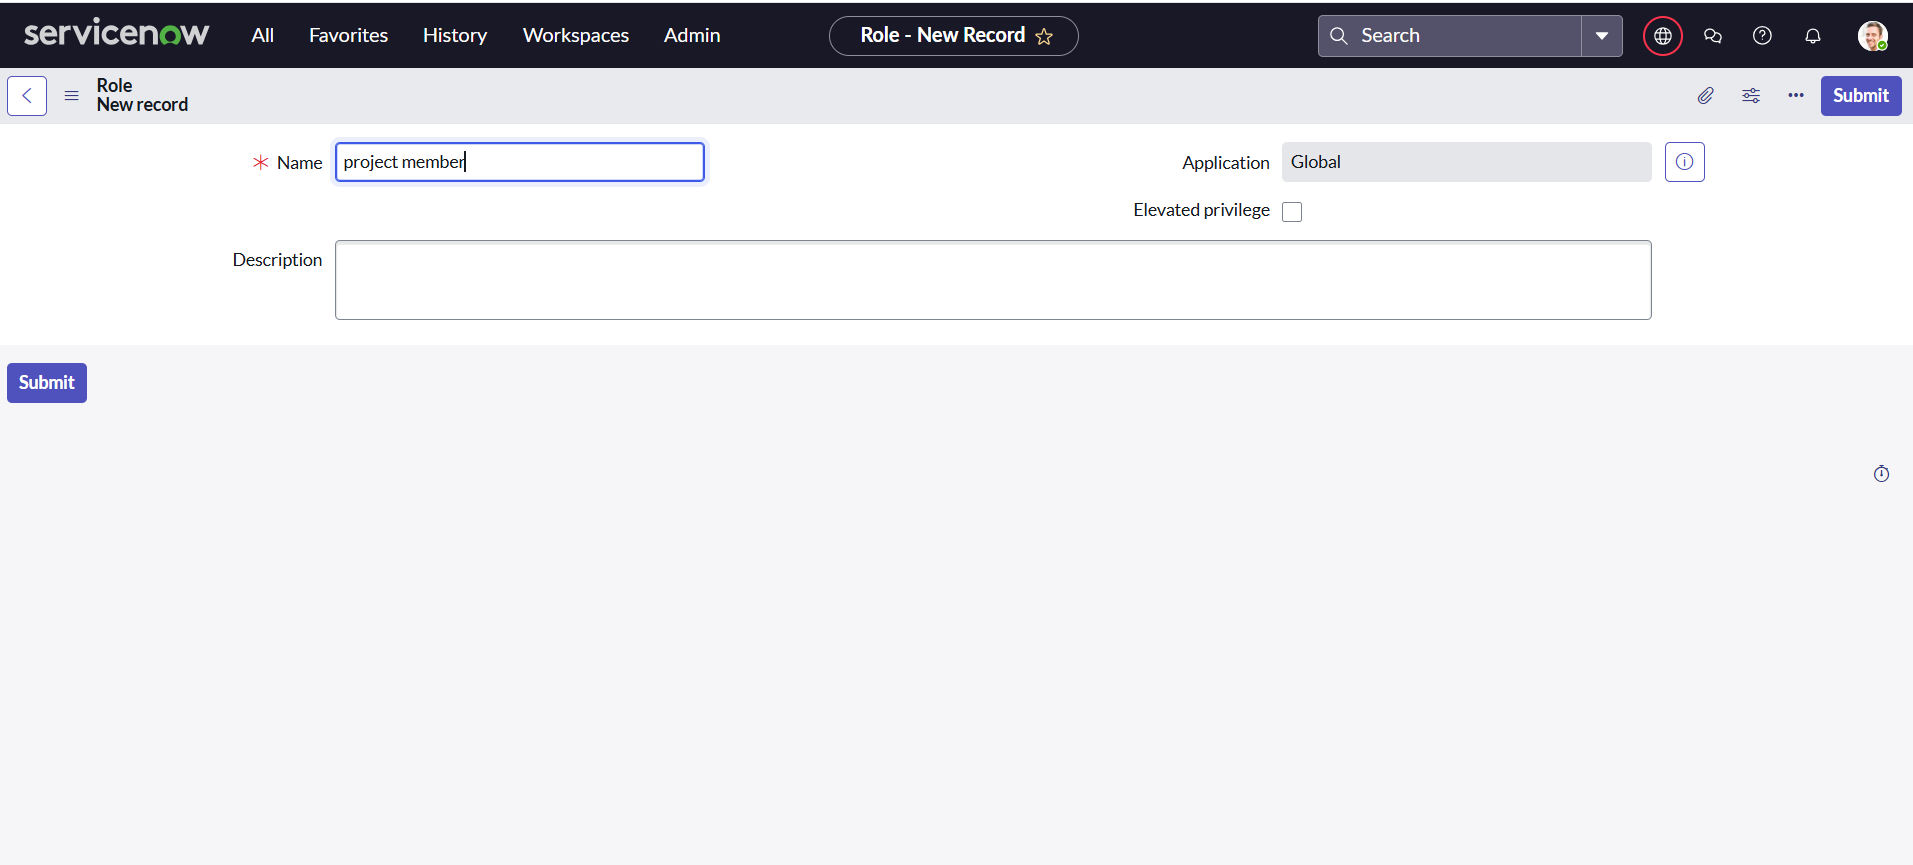 servicenow All Favorites History Workspaces Admin Role - New Record Search
Role
New record
Submit
Name project member Application Global
Elevated privilege
Description
Submit